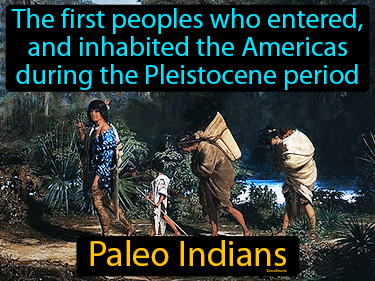 The first peoples who entered,
and inhabited the Americas
during the Pleistocene period
Paleo Indians